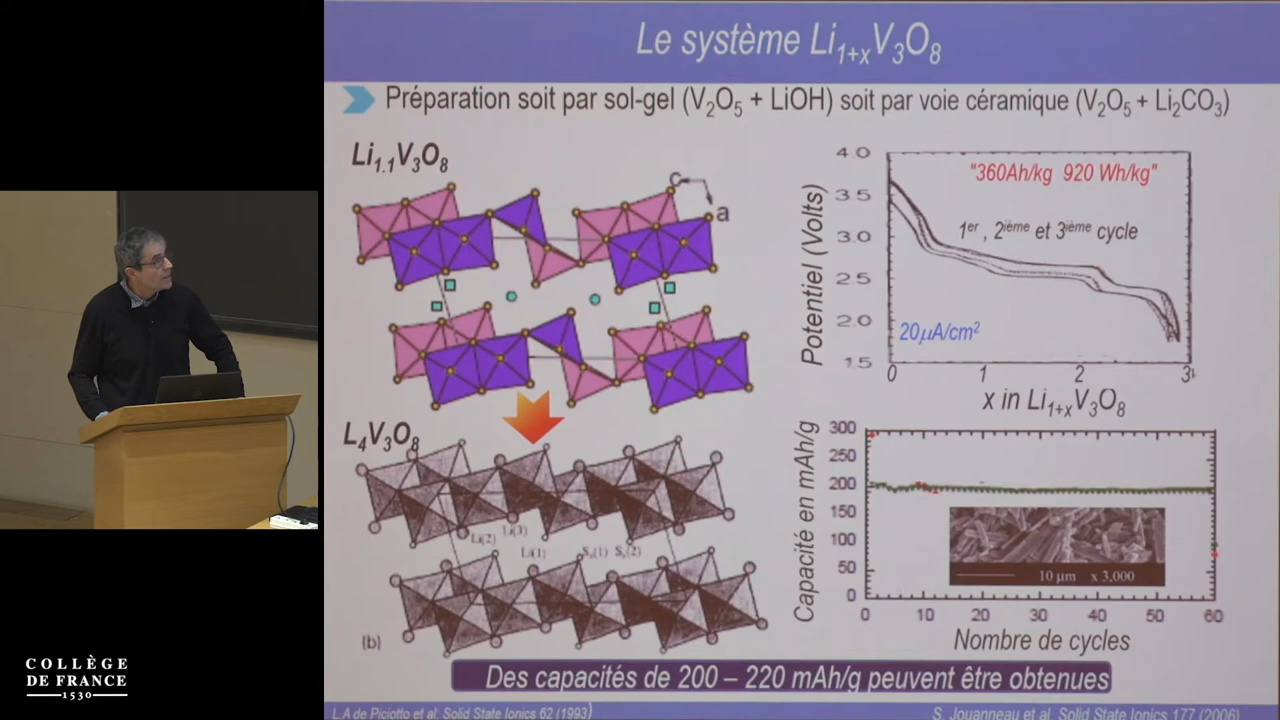 Le système Li1+xV3O8
Préparation soit par sol-gel (V2O5 + LiOH) soit par voie céramique (V2O5 + Li2CO3)
Li1.1V3O8
c
a
L4V3O8
Li(2)
Li(3)
Li(1)
(b)
4.0
3.5
3.0
2.5
2.0
1.5
Potentiel (Volts)
"360Ah/kg 920 Wh/kg"
1er, 2ième et 3ième cycle
20µA/cm2
0 1 2 3
x in Li1+xV3O8
300
250
200
150
100
50
0
Capacité en mAh/g
10 µm x 3,000
0 10 20 30 40 50 60
Nombre de cycles
Des capacités de 200 – 220 mAh/g peuvent être obtenues
L.A de Piciotto et al: Solid State Ionics 62 (1993)
S. Jouanneau et al. Solid State Ionics 177 (2006)
COLLÈGE
DE FRANCE
1530